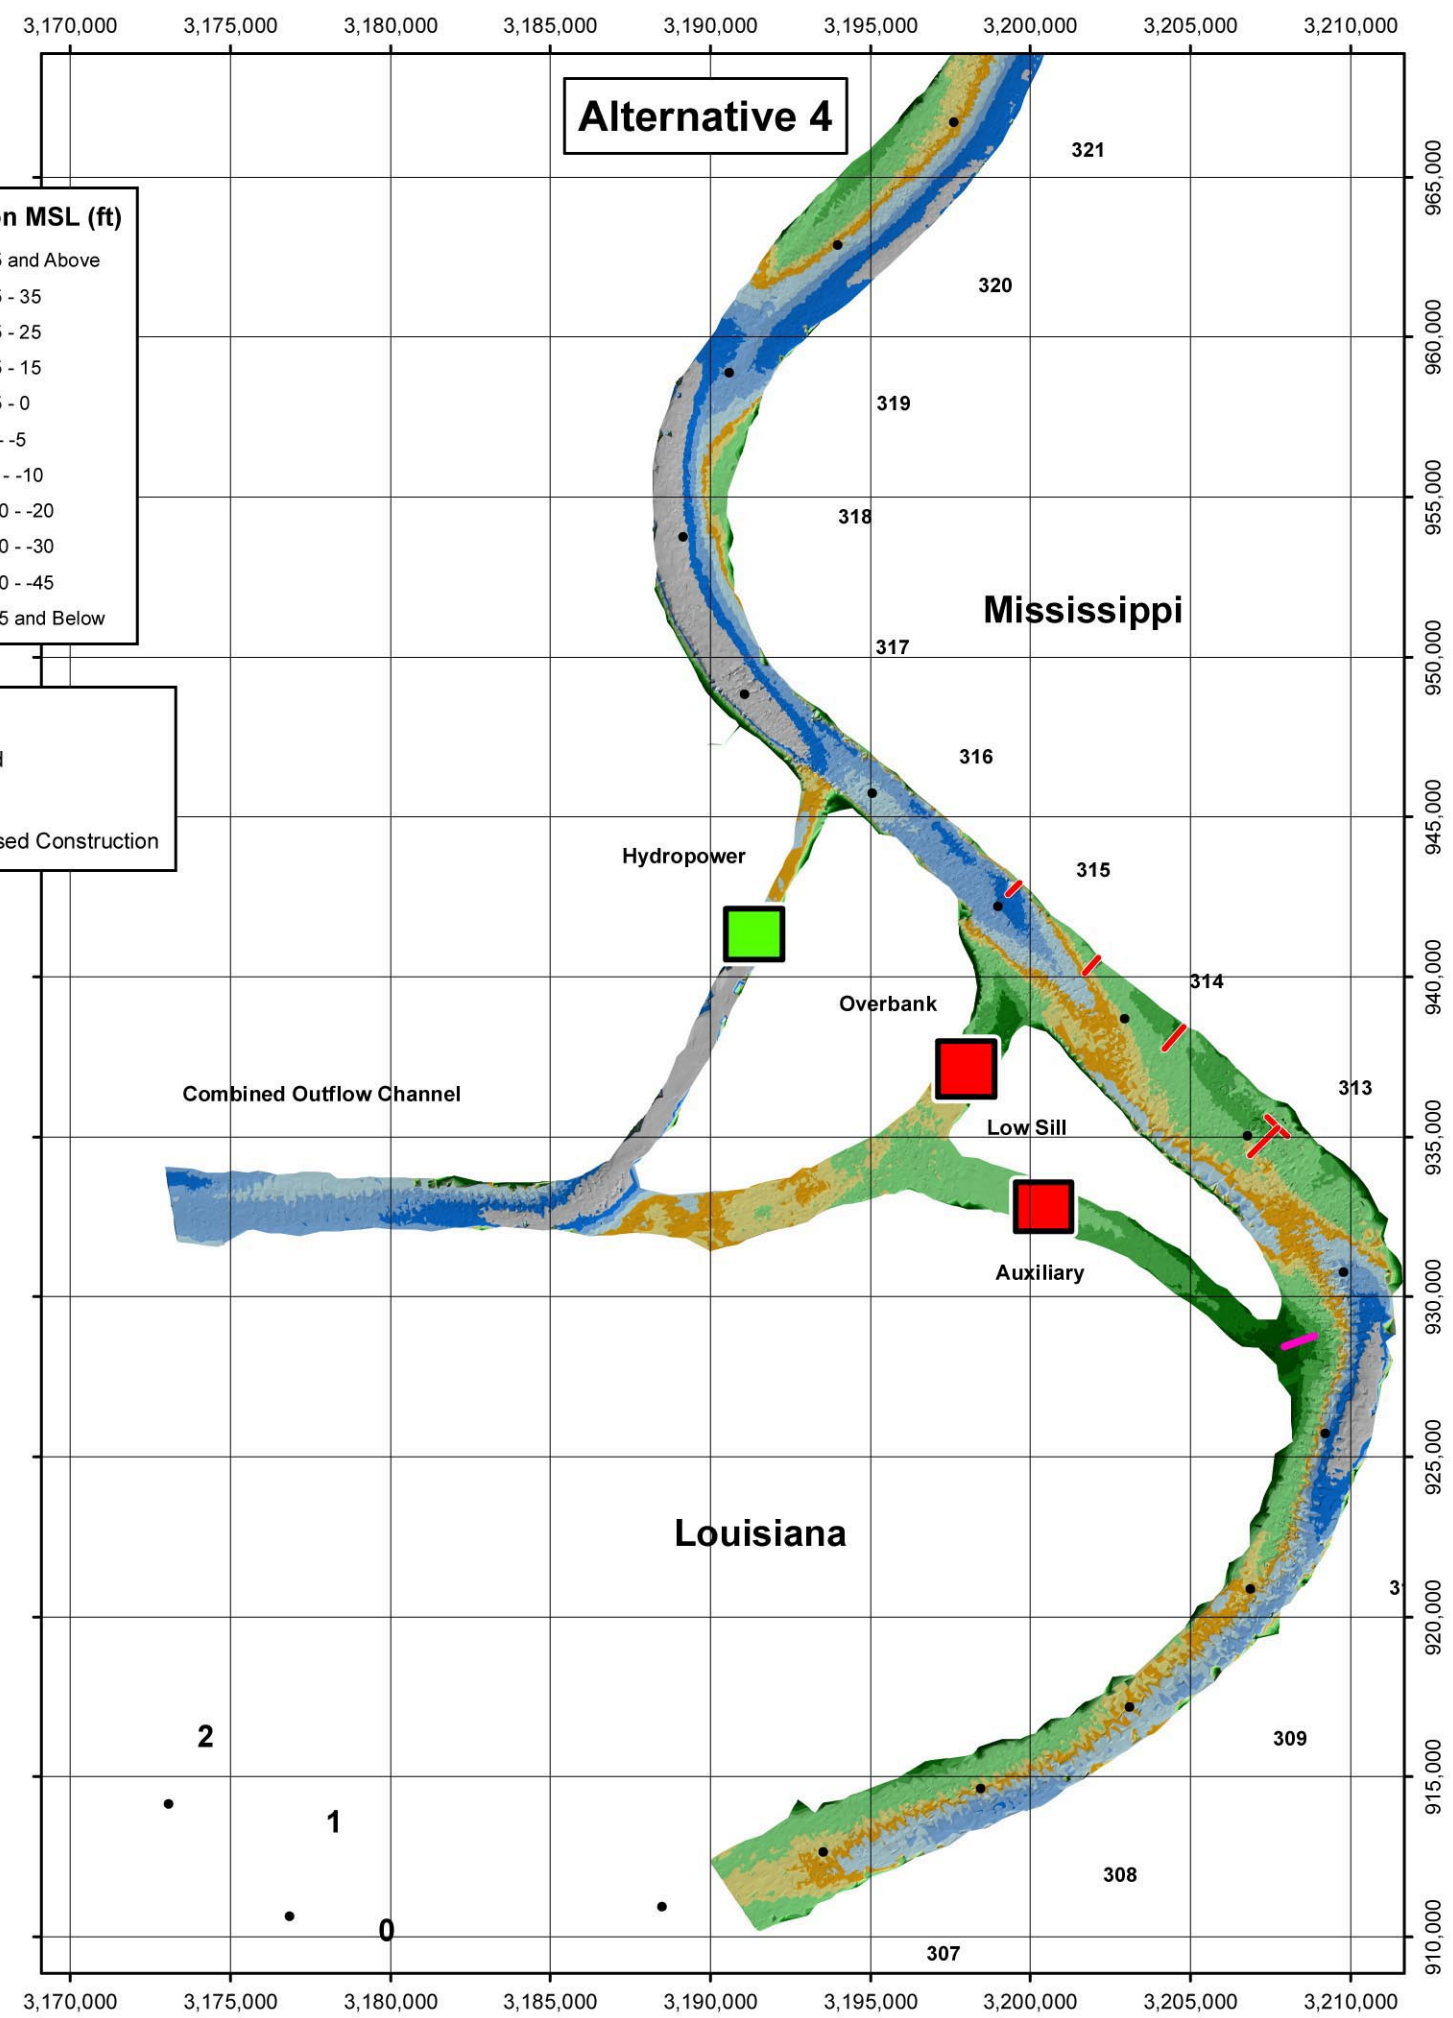 3,170,000 3,175,000 3,180,000 3,185,000 3,190,000 3,195,000 3,200,000 3,205,000 3,210,000
Alternative 4
321
965,000
n MSL (ft)
and Above
- 35
320
- 25
960,000
- 15
- 0
319
- -5
- -10
955,000
0 - -20
318
0 - -30
0 - -45
Mississippi
5 and Below
317
950,000
316
945,000
sed Construction
Hydropower
315
940,000
314
Overbank
313
Combined Outflow Channel
Low Sill
935,000
Auxiliary
930,000
925,000
Louisiana
3
920,000
2
309
915,000
1
308
0
910,000
307
3,170,000 3,175,000 3,180,000 3,185,000 3,190,000 3,195,000 3,200,000 3,205,000 3,210,000